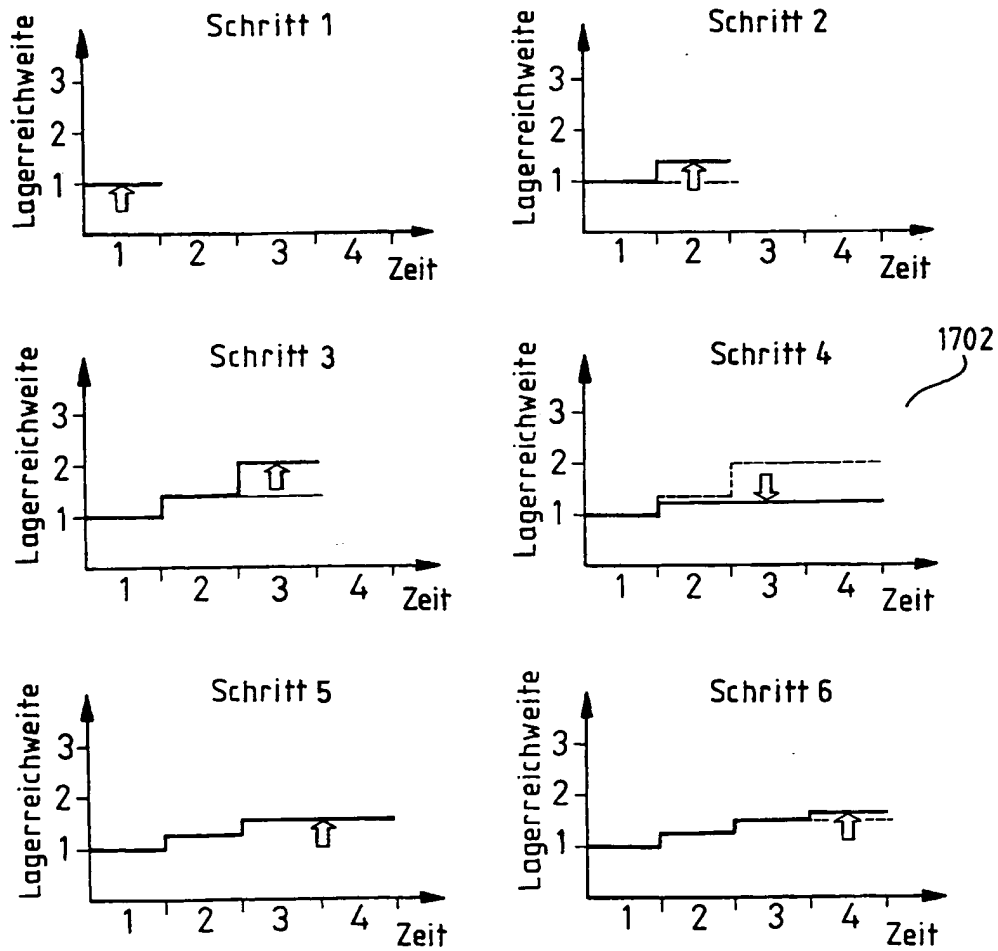 Schritt 1
Lagerreichweite
3
2
1
1 2 3 4
Zeit
Schritt 2
Lagerreichweite
3
2
1
1 2 3 4
Zeit
Schritt 3
Lagerreichweite
3
2
1
1 2 3 4
Zeit
Schritt 4
1702
Lagerreichweite
3
2
1
1 2 3 4
Zeit
Schritt 5
Lagerreichweite
3
2
1
1 2 3 4
Zeit
Schritt 6
Lagerreichweite
3
2
1
1 2 3 4
Zeit